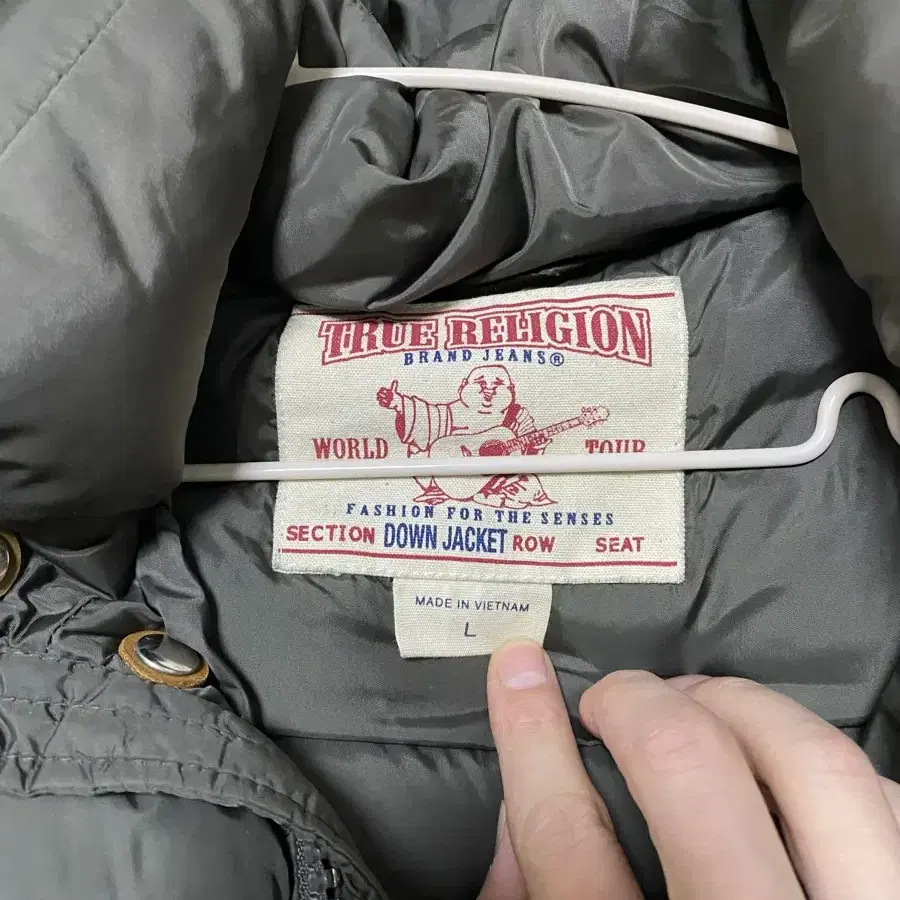 TRUE RELIGION
BRAND JEANS®
WORLD TOUR
FASHION FOR THE SENSES
SECTION DOWN JACKET ROW SEAT
MADE IN VIETNAM
L